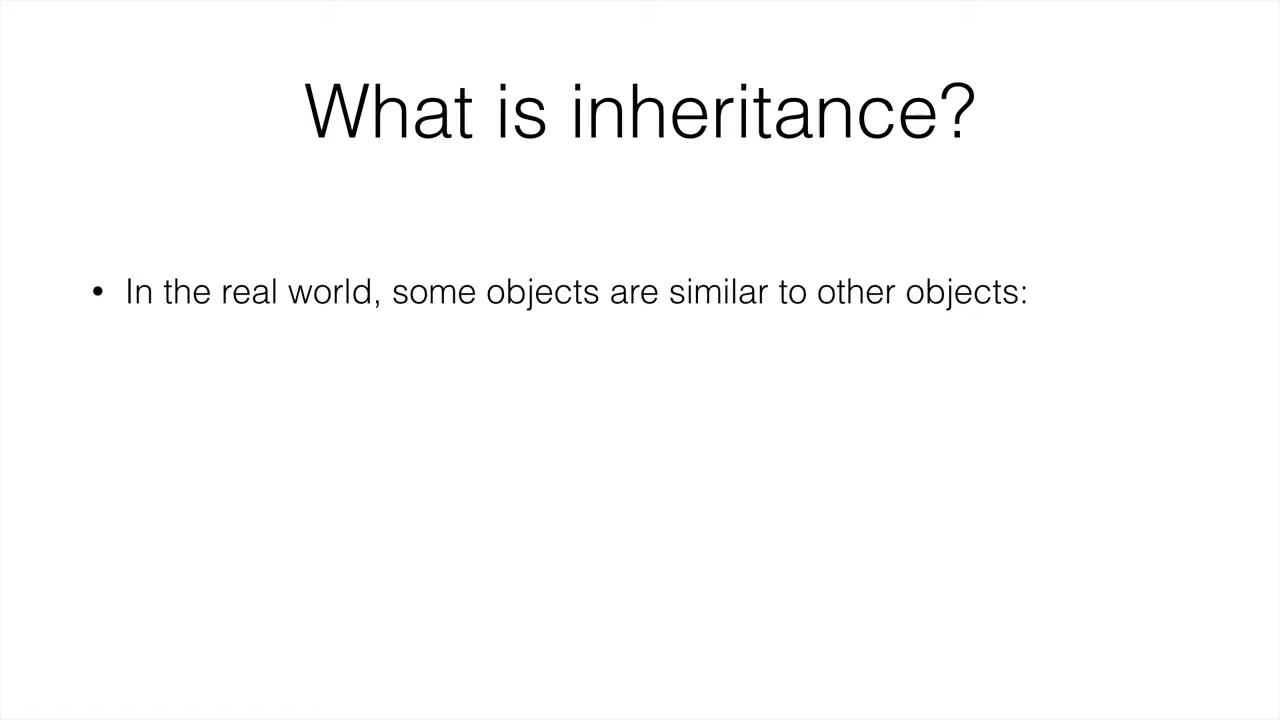 What is inheritance?
• In the real world, some objects are similar to other objects: